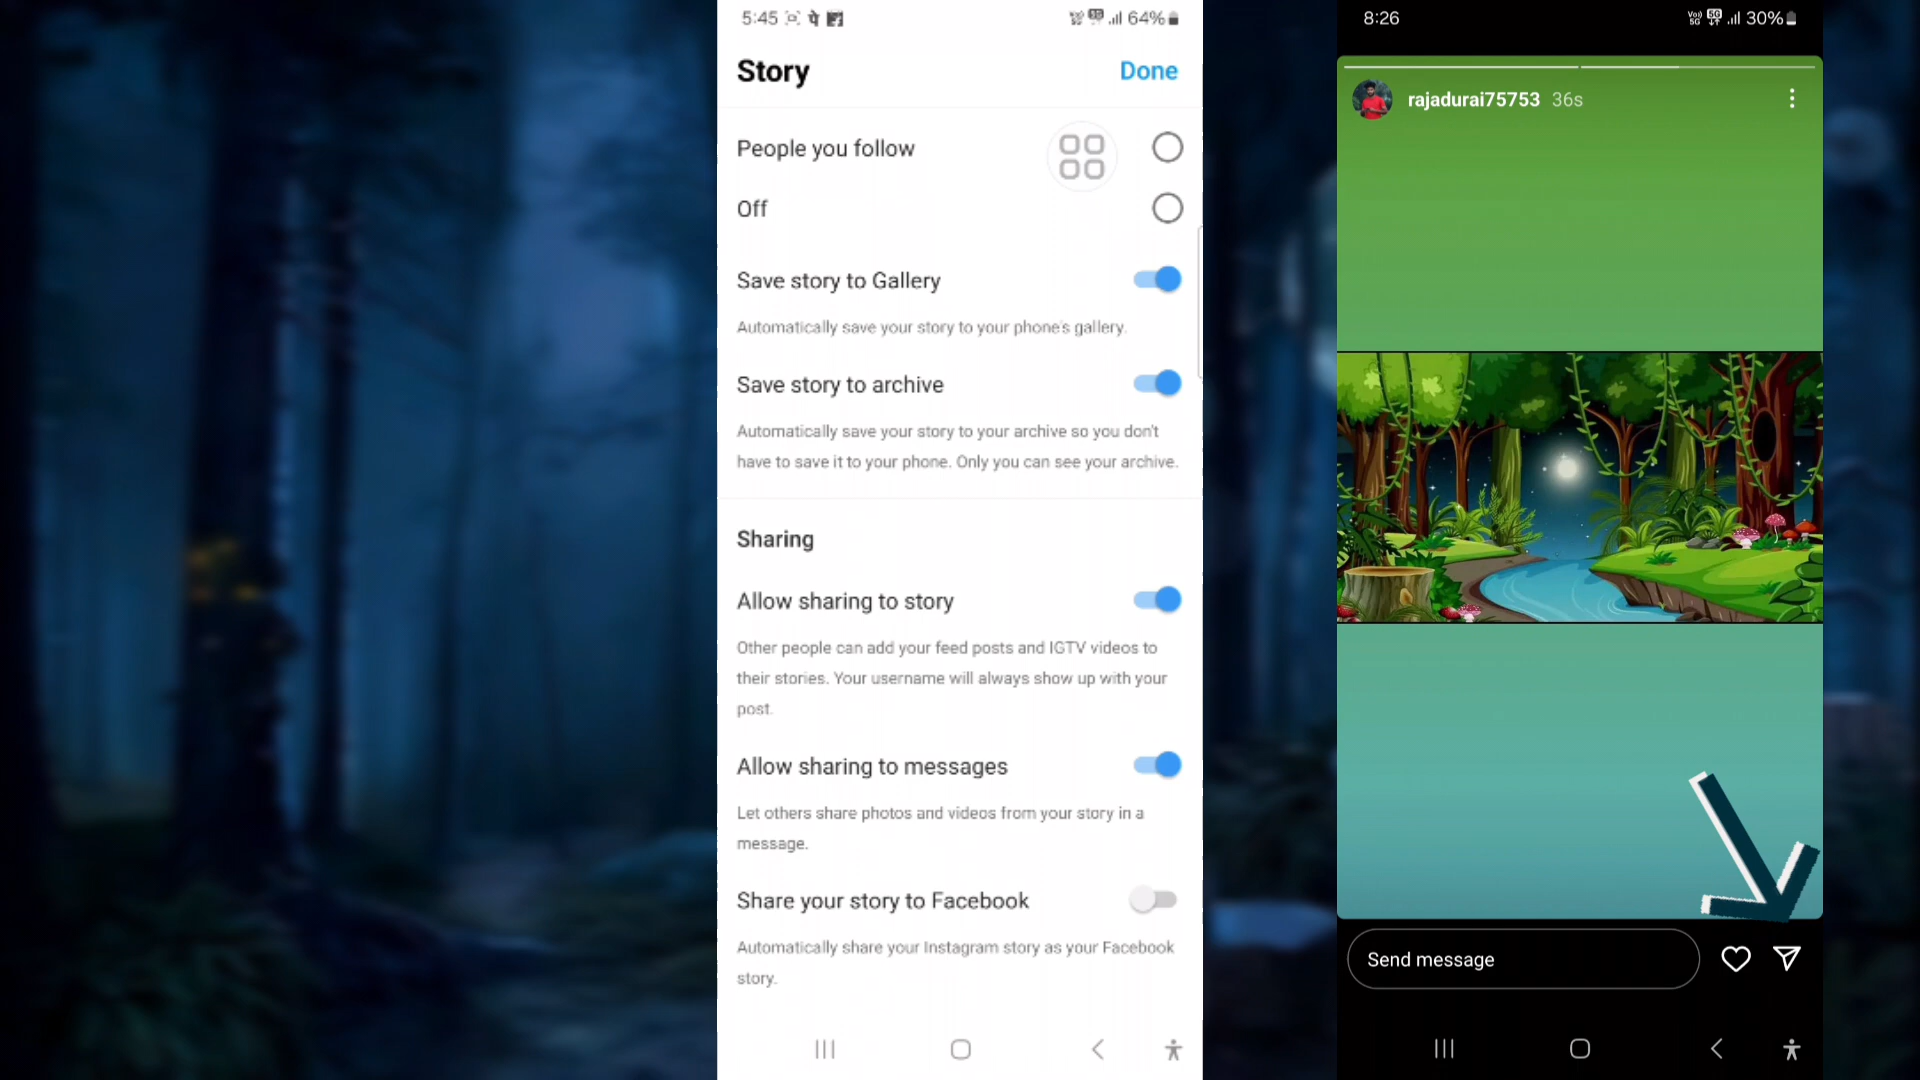 5:45
64%
Story
Done
People you follow
Off
Save story to Gallery
Automatically save your story to your phone's gallery.
Save story to archive
Automatically save your story to your archive so you don't
have to save it to your phone. Only you can see your archive.
Sharing
Allow sharing to story
Other people can add your feed posts and IGTV videos to
their stories. Your username will always show up with your
post.
Allow sharing to messages
Let others share photos and videos from your story in a
message.
Share your story to Facebook
Automatically share your Instagram story as your Facebook
story.
8:26
30%
rajadurai75753 36s
Send message